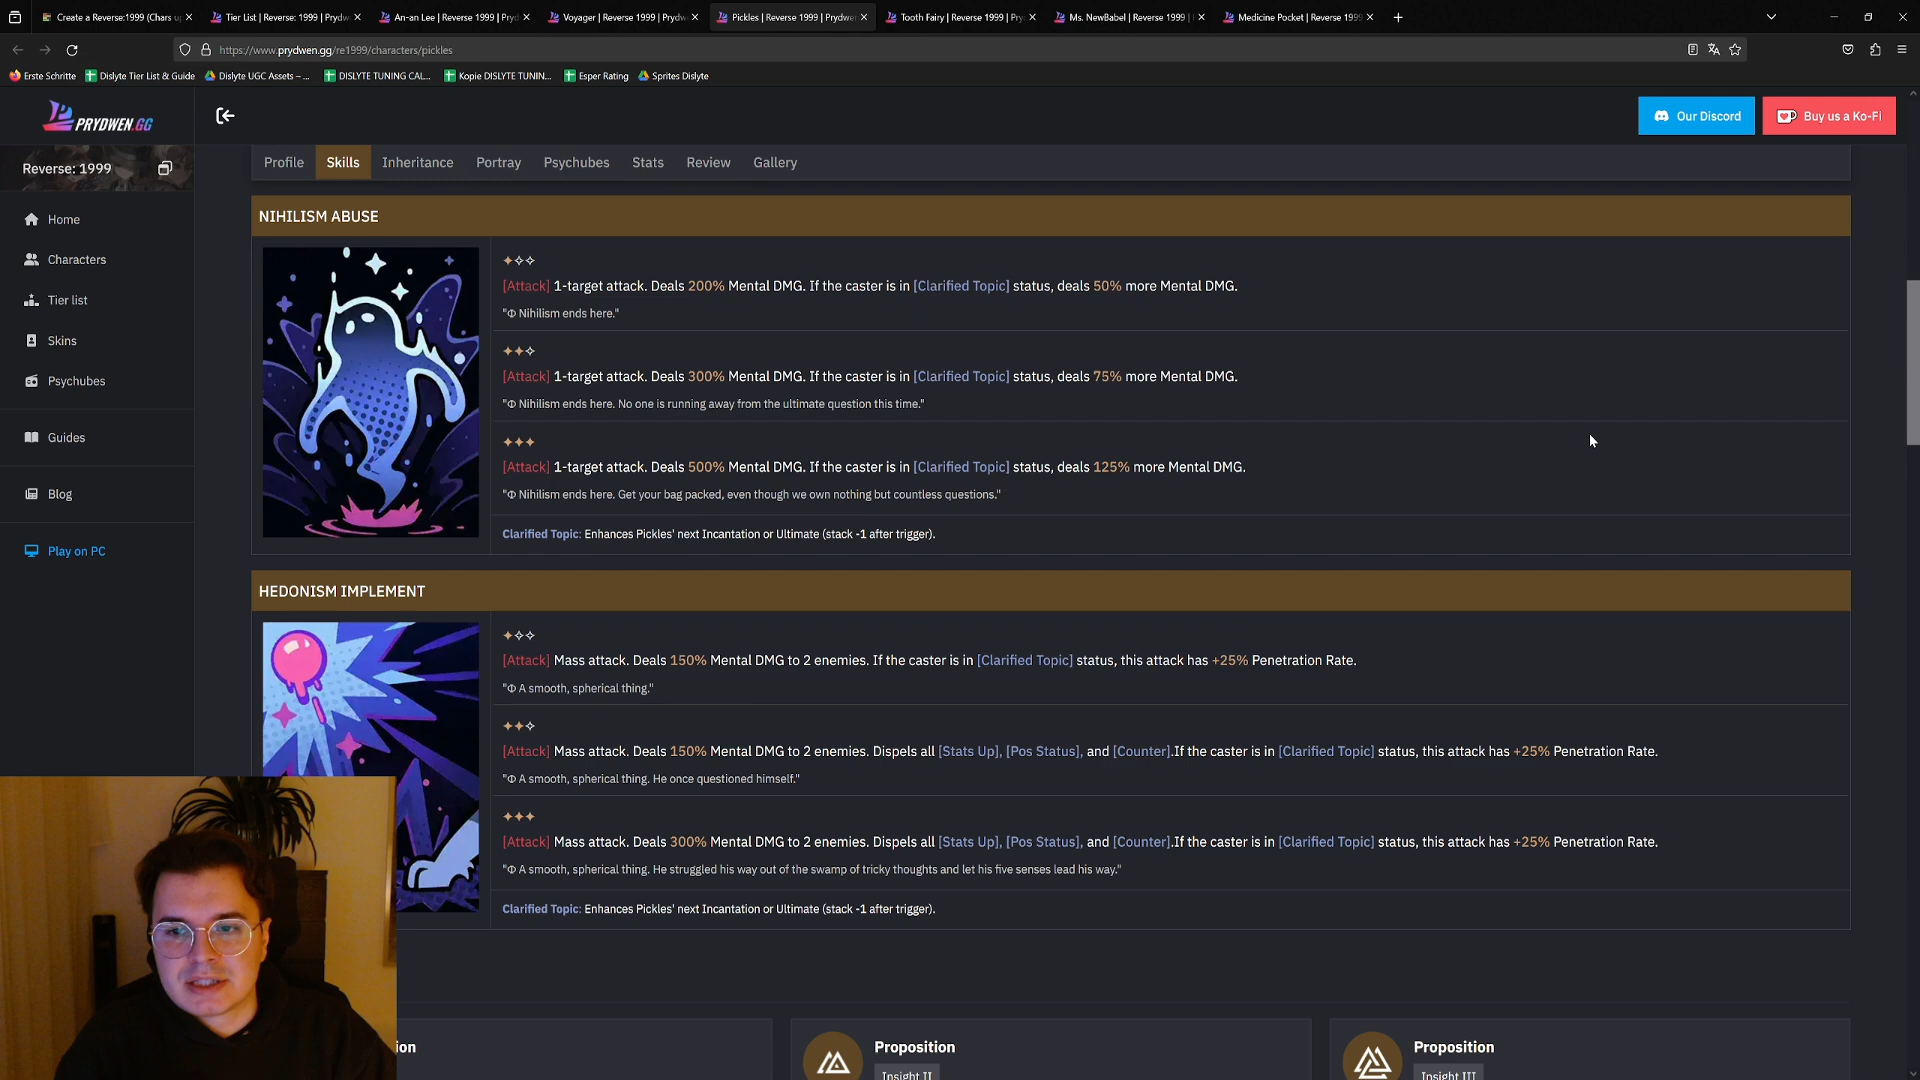 Create a Reverse:1999 (Chars u
Tier List | Reverse: 1999 | Prydw
An-an Lee | Reverse 1999 | Pryd
Voyager | Reverse 1999 | Prydw
Pickles | Reverse 1999 | Prydwe
Tooth Fairy | Reverse 1999 | Pry
Ms. NewBabel | Reverse 1999 |
Medicine Pocket | Reverse 1999
https://www.prydwen.gg/re1999/characters/pickles
Erste Schritte
Dislyte Tier List & Guide
Dislyte UGC Assets – ...
DISLYTE TUNING CAL...
Kopie DISLYTE TUNIN...
Esper Rating
Sprites Dislyte
PRYDWEN.GG
Our Discord
Buy us a Ko-Fi
Reverse: 1999
Home
Characters
Tier list
Skins
Psychubes
Guides
Blog
Play on PC
Profile
Skills
Inheritance
Portray
Psychubes
Stats
Review
Gallery
NIHILISM ABUSE
[Attack] 1-target attack. Deals 200% Mental DMG. If the caster is in [Clarified Topic] status, deals 50% more Mental DMG.
"Φ Nihilism ends here."
[Attack] 1-target attack. Deals 300% Mental DMG. If the caster is in [Clarified Topic] status, deals 75% more Mental DMG.
"Φ Nihilism ends here. No one is running away from the ultimate question this time."
[Attack] 1-target attack. Deals 500% Mental DMG. If the caster is in [Clarified Topic] status, deals 125% more Mental DMG.
"Φ Nihilism ends here. Get your bag packed, even though we own nothing but countless questions."
Clarified Topic: Enhances Pickles' next Incantation or Ultimate (stack -1 after trigger).
HEDONISM IMPLEMENT
[Attack] Mass attack. Deals 150% Mental DMG to 2 enemies. If the caster is in [Clarified Topic] status, this attack has +25% Penetration Rate.
"Φ A smooth, spherical thing."
[Attack] Mass attack. Deals 150% Mental DMG to 2 enemies. Dispels all [Stats Up], [Pos Status], and [Counter].If the caster is in [Clarified Topic] status, this attack has +25% Penetration Rate.
"Φ A smooth, spherical thing. He once questioned himself."
[Attack] Mass attack. Deals 300% Mental DMG to 2 enemies. Dispels all [Stats Up], [Pos Status], and [Counter].If the caster is in [Clarified Topic] status, this attack has +25% Penetration Rate.
"Φ A smooth, spherical thing. He struggled his way out of the swamp of tricky thoughts and let his five senses lead his way."
Clarified Topic: Enhances Pickles' next Incantation or Ultimate (stack -1 after trigger).
ion
Proposition
Insight II
Proposition
Insight III